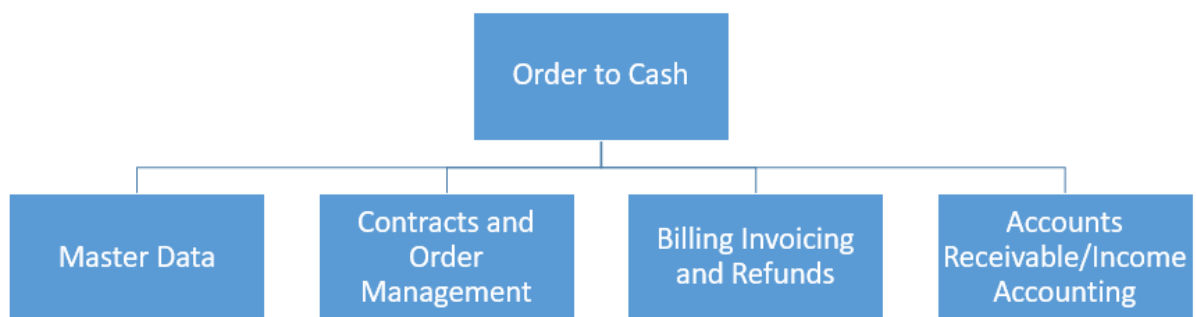 Order to Cash
Master Data
Contracts and
Order
Management
Billing Invoicing
and Refunds
Accounts
Receivable/Income
Accounting